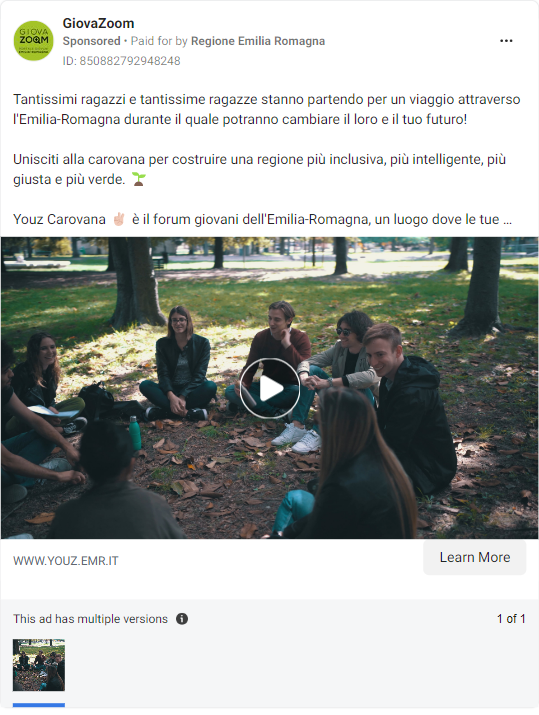 GIOVA
ZOOM
GiovaZoom
Sponsored • Paid for by Regione Emilia Romagna
ID: 850882792948248
Tantissimi ragazzi e tantissime ragazze stanno partendo per un viaggio attraverso
l'Emilia-Romagna durante il quale potranno cambiare il loro e il tuo futuro!
Unisciti alla carovana per costruire una regione più inclusiva, più intelligente, più
giusta e più verde. 🌱
Youz Carovana ✌🏻 è il forum giovani dell'Emilia-Romagna, un luogo dove le tue ...
WWW.YOUZ.EMR.IT
Learn More
This ad has multiple versions
1 of 1